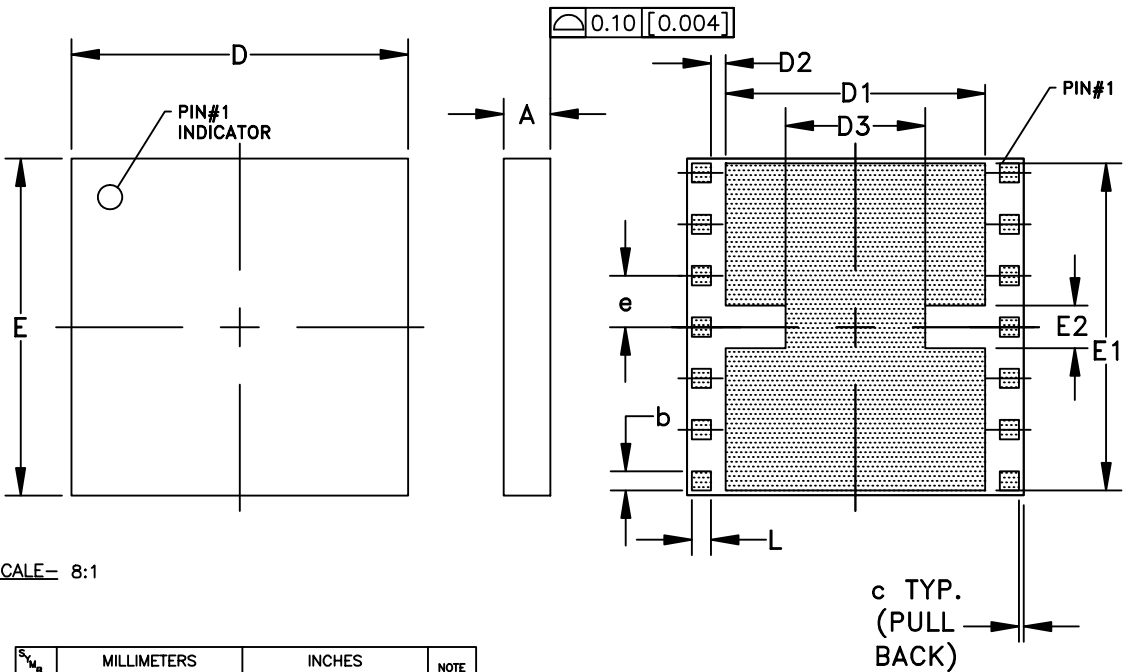 0.10 [0.004]
D
D2
D1
D3
A
PIN#1
INDICATOR
PIN#1
E
e
E2
E1
b
L
CALE- 8:1
c TYP.
(PULL
BACK)
SYMB MILLIMETERS INCHES NOTE